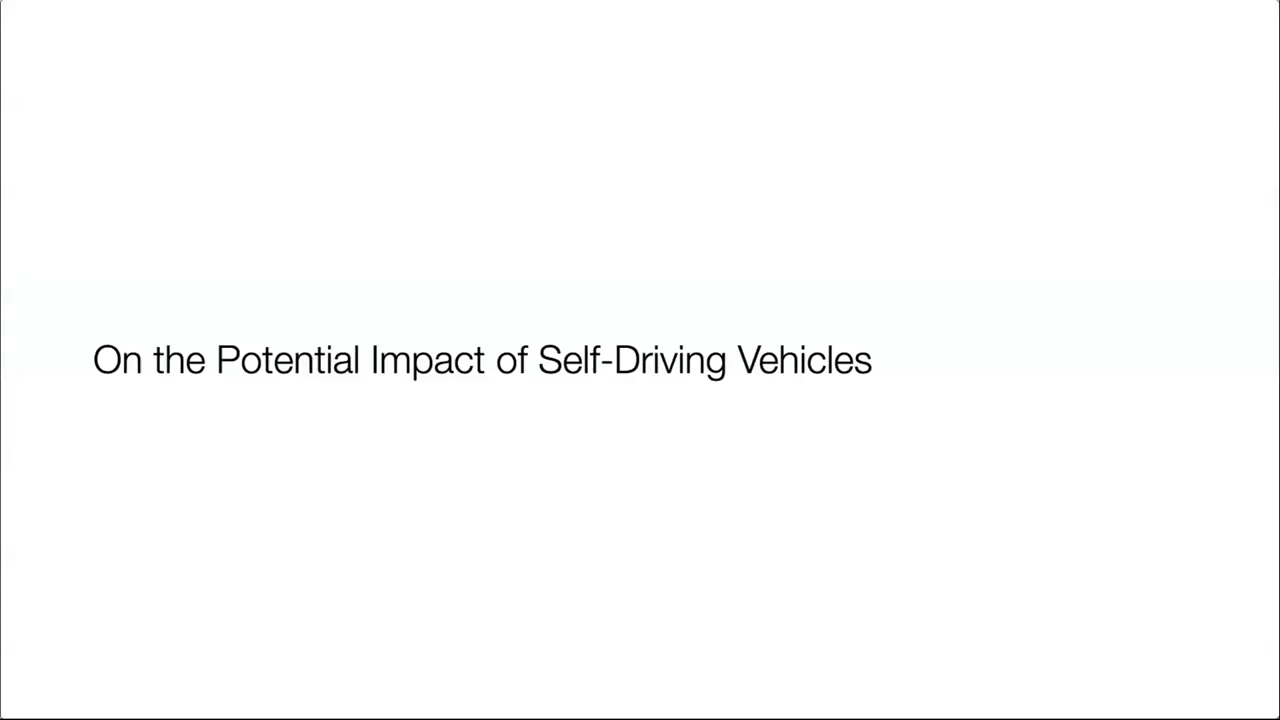 On the Potential Impact of Self-Driving Vehicles